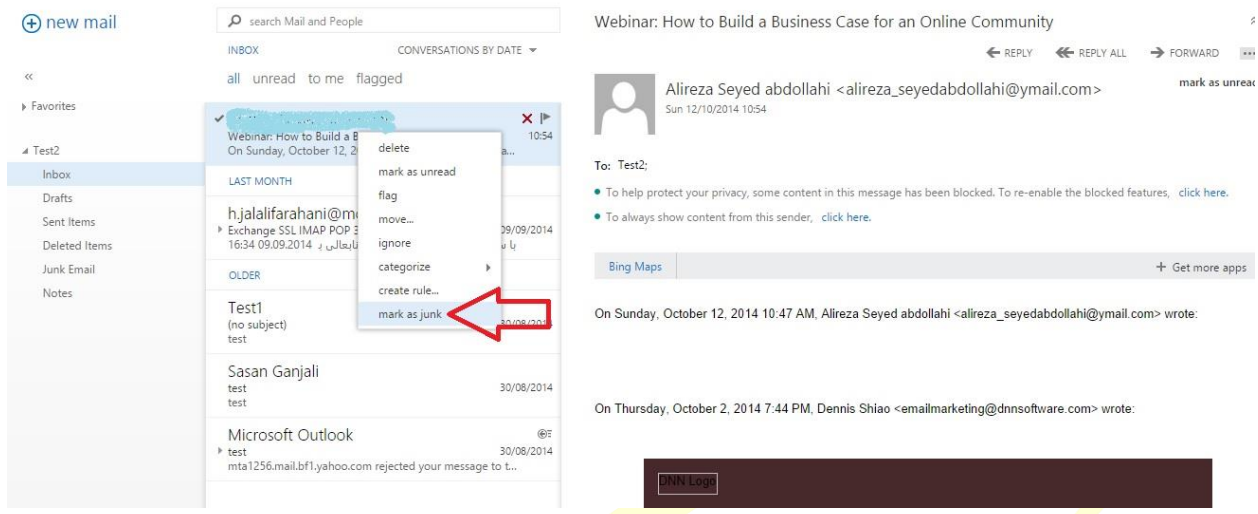 new mail
search Mail and People
INBOX CONVERSATIONS BY DATE
all unread to me flagged
«
Favorites
Test2
Inbox
Drafts
Sent Items
Deleted Items
Junk Email
Notes
Webinar: How to Build a B 10:54
On Sunday, October 12, 2 a...
LAST MONTH
h.jalalifarahani@m
Exchange SSL IMAP POP 3 09/09/2014
16:34 09.09.2014
OLDER
Test1
(no subject) 30/08/2014
test
Sasan Ganjali
test 30/08/2014
test
Microsoft Outlook
test 30/08/2014
mta1256.mail.bf1.yahoo.com rejected your message to t...
delete
mark as unread
flag
move...
ignore
categorize
create rule...
mark as junk
Webinar: How to Build a Business Case for an Online Community
REPLY REPLY ALL FORWARD ...
Alireza Seyed abdollahi <alireza_seyedabdollahi@ymail.com> mark as unread
Sun 12/10/2014 10:54
To: Test2;
To help protect your privacy, some content in this message has been blocked. To re-enable the blocked features, click here.
To always show content from this sender, click here.
Bing Maps + Get more apps
On Sunday, October 12, 2014 10:47 AM, Alireza Seyed abdollahi <alireza_seyedabdollahi@ymail.com> wrote:
On Thursday, October 2, 2014 7:44 PM, Dennis Shiao <emailmarketing@dnnsoftware.com> wrote:
DNN Logo